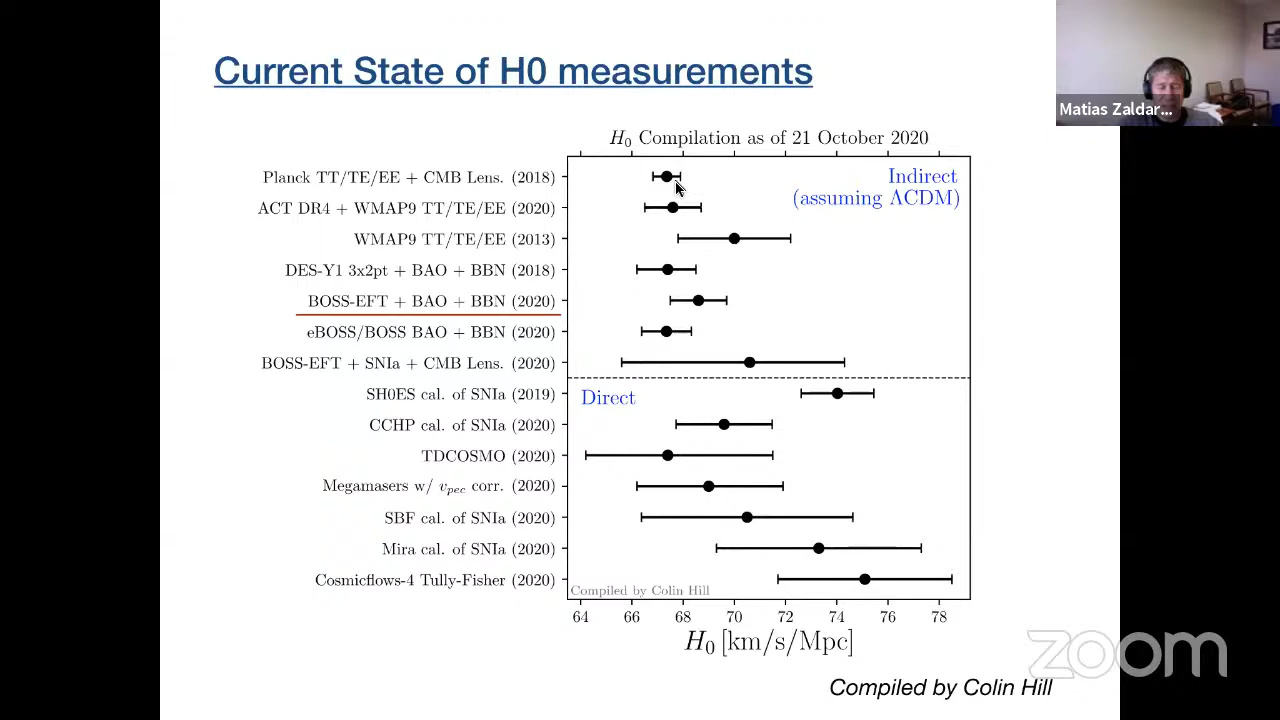 Current State of H0 measurements
Matias Zaldar...
H₀ Compilation as of 21 October 2020
Planck TT/TE/EE + CMB Lens. (2018)
Indirect
(assuming ΛCDM)
ACT DR4 + WMAP9 TT/TE/EE (2020)
WMAP9 TT/TE/EE (2013)
DES-Y1 3x2pt + BAO + BBN (2018)
BOSS-EFT + BAO + BBN (2020)
eBOSS/BOSS BAO + BBN (2020)
BOSS-EFT + SNIa + CMB Lens. (2020)
SH0ES cal. of SNIa (2019)
Direct
CCHP cal. of SNIa (2020)
TDCOSMO (2020)
Megamasers w/ v_pec corr. (2020)
SBF cal. of SNIa (2020)
Mira cal. of SNIa (2020)
Cosmicflows-4 Tully-Fisher (2020)
Compiled by Colin Hill
64 66 68 70 72 74 76 78
H₀ [km/s/Mpc]
zoom
Compiled by Colin Hill